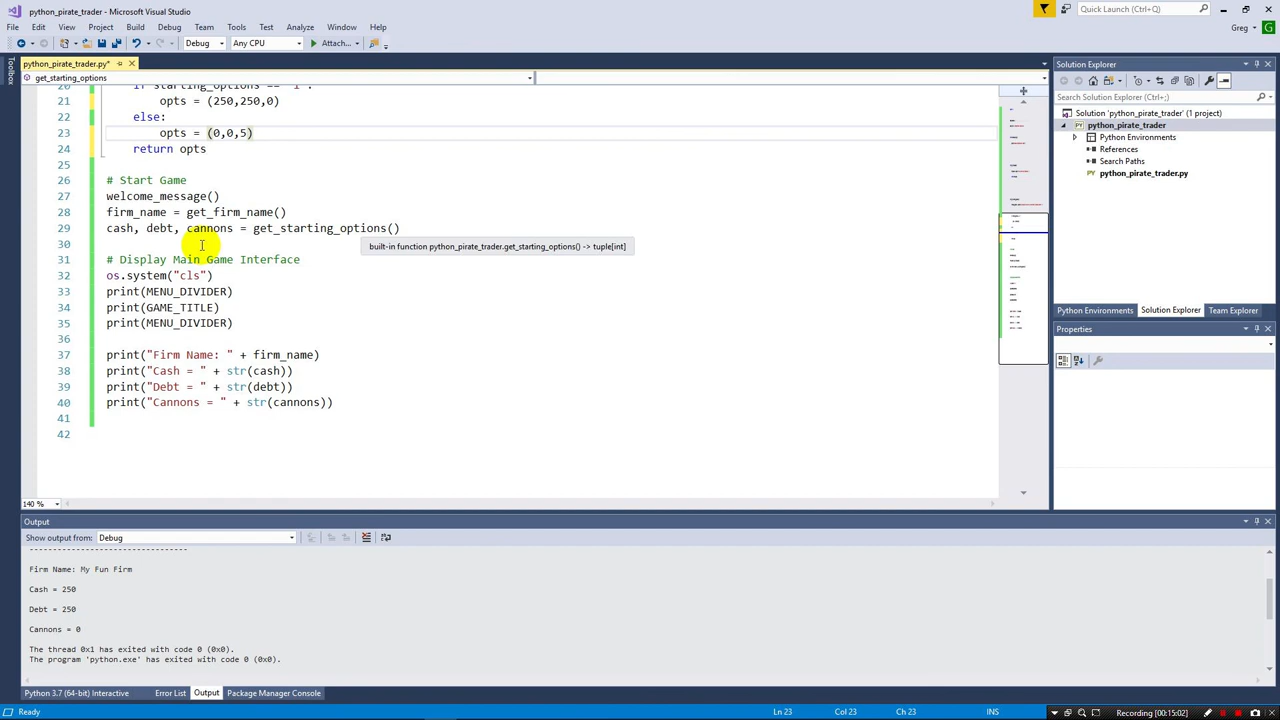 python_pirate_trader - Microsoft Visual Studio
Quick Launch (Ctrl+Q)
File Edit View Project Build Debug Team Tools Test Analyze Window Help
Greg G
Debug Any CPU Attach...
python_pirate_trader.py*
Toolbox
get_starting_options
20 if starting_options == "1":
21 opts = (250,250,0)
22 else:
23 opts = (0,0,5)
24 return opts
25
26 # Start Game
27 welcome_message()
28 firm_name = get_firm_name()
29 cash, debt, cannons = get_starting_options()
30
built-in function python_pirate_trader.get_starting_options() -> tuple[int]
31 # Display Main Game Interface
32 os.system("cls")
33 print(MENU_DIVIDER)
34 print(GAME_TITLE)
35 print(MENU_DIVIDER)
36
37 print("Firm Name: " + firm_name)
38 print("Cash = " + str(cash))
39 print("Debt = " + str(debt))
40 print("Cannons = " + str(cannons))
41
42
140 %
Solution Explorer
Search Solution Explorer (Ctrl+;)
Solution 'python_pirate_trader' (1 project)
python_pirate_trader
Python Environments
References
Search Paths
python_pirate_trader.py
Python Environments Solution Explorer Team Explorer
Properties
Output
Show output from: Debug
---------------------------------
Firm Name: My Fun Firm
Cash = 250
Debt = 250
Cannons = 0
The thread 0x1 has exited with code 0 (0x0).
The program 'python.exe' has exited with code 0 (0x0).
Python 3.7 (64-bit) Interactive Error List Output Package Manager Console
Ready Ln 23 Col 23 Ch 23 INS
Recording [00:15:02]